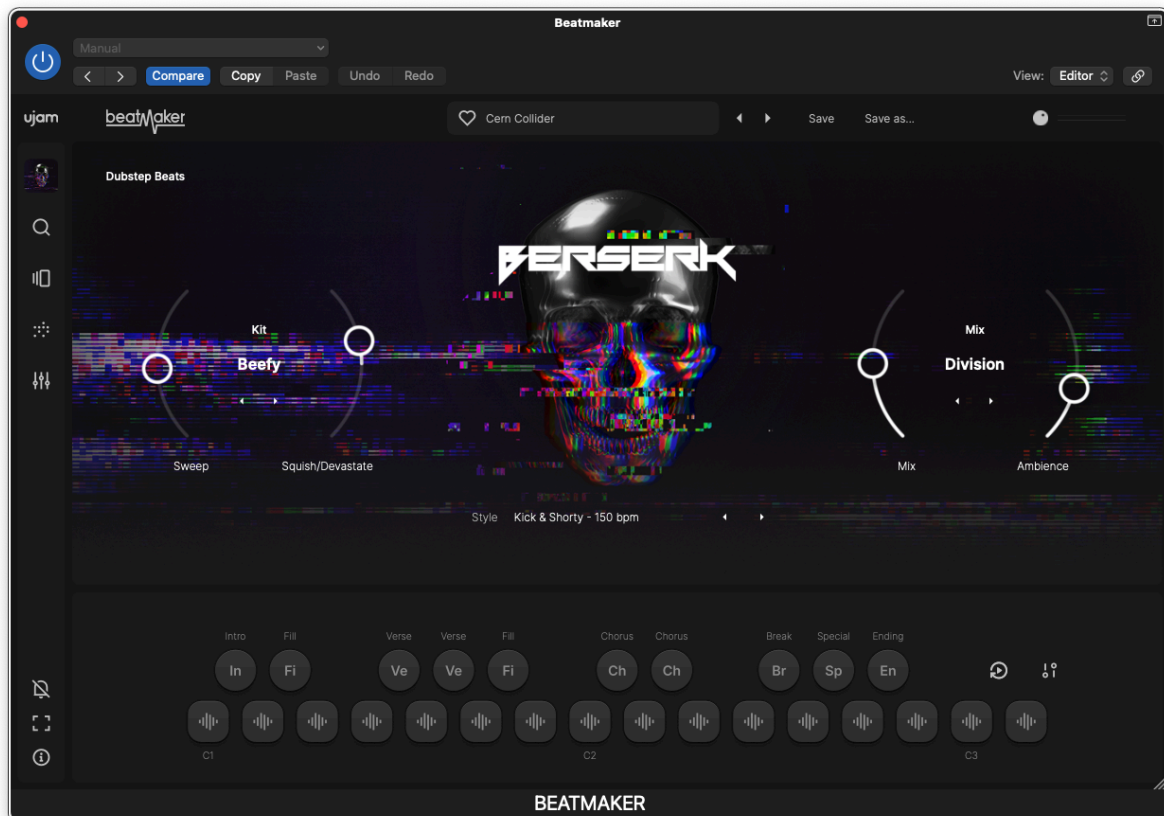 Beatmaker
Manual
Compare Copy Paste Undo Redo View: Editor
ujam beatMaker Cern Collider Save Save as...
Dubstep Beats
BERSERK
Kit Mix
Beefy Division
Sweep Squish/Devastate Mix Ambience
Style Kick & Shorty - 150 bpm
Intro Fill Verse Verse Fill Chorus Chorus Break Special Ending
In Fi Ve Ve Fi Ch Ch Br Sp En
C1 C2 C3
BEATMAKER